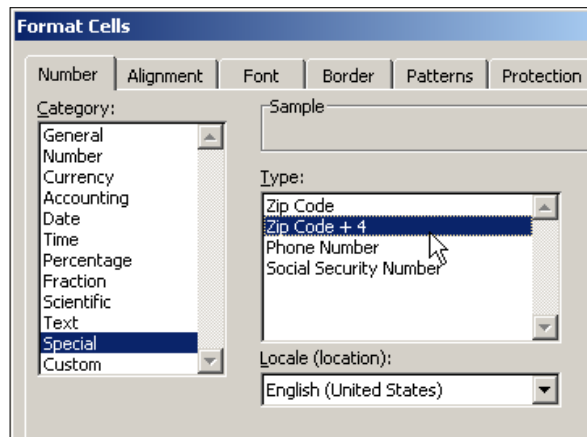 Format Cells
Number Alignment Font Border Patterns Protection
Category:
General
Number
Currency
Accounting
Date
Time
Percentage
Fraction
Scientific
Text
Special
Custom
Sample
Type:
Zip Code
Zip Code + 4
Phone Number
Social Security Number
Locale (location):
English (United States)